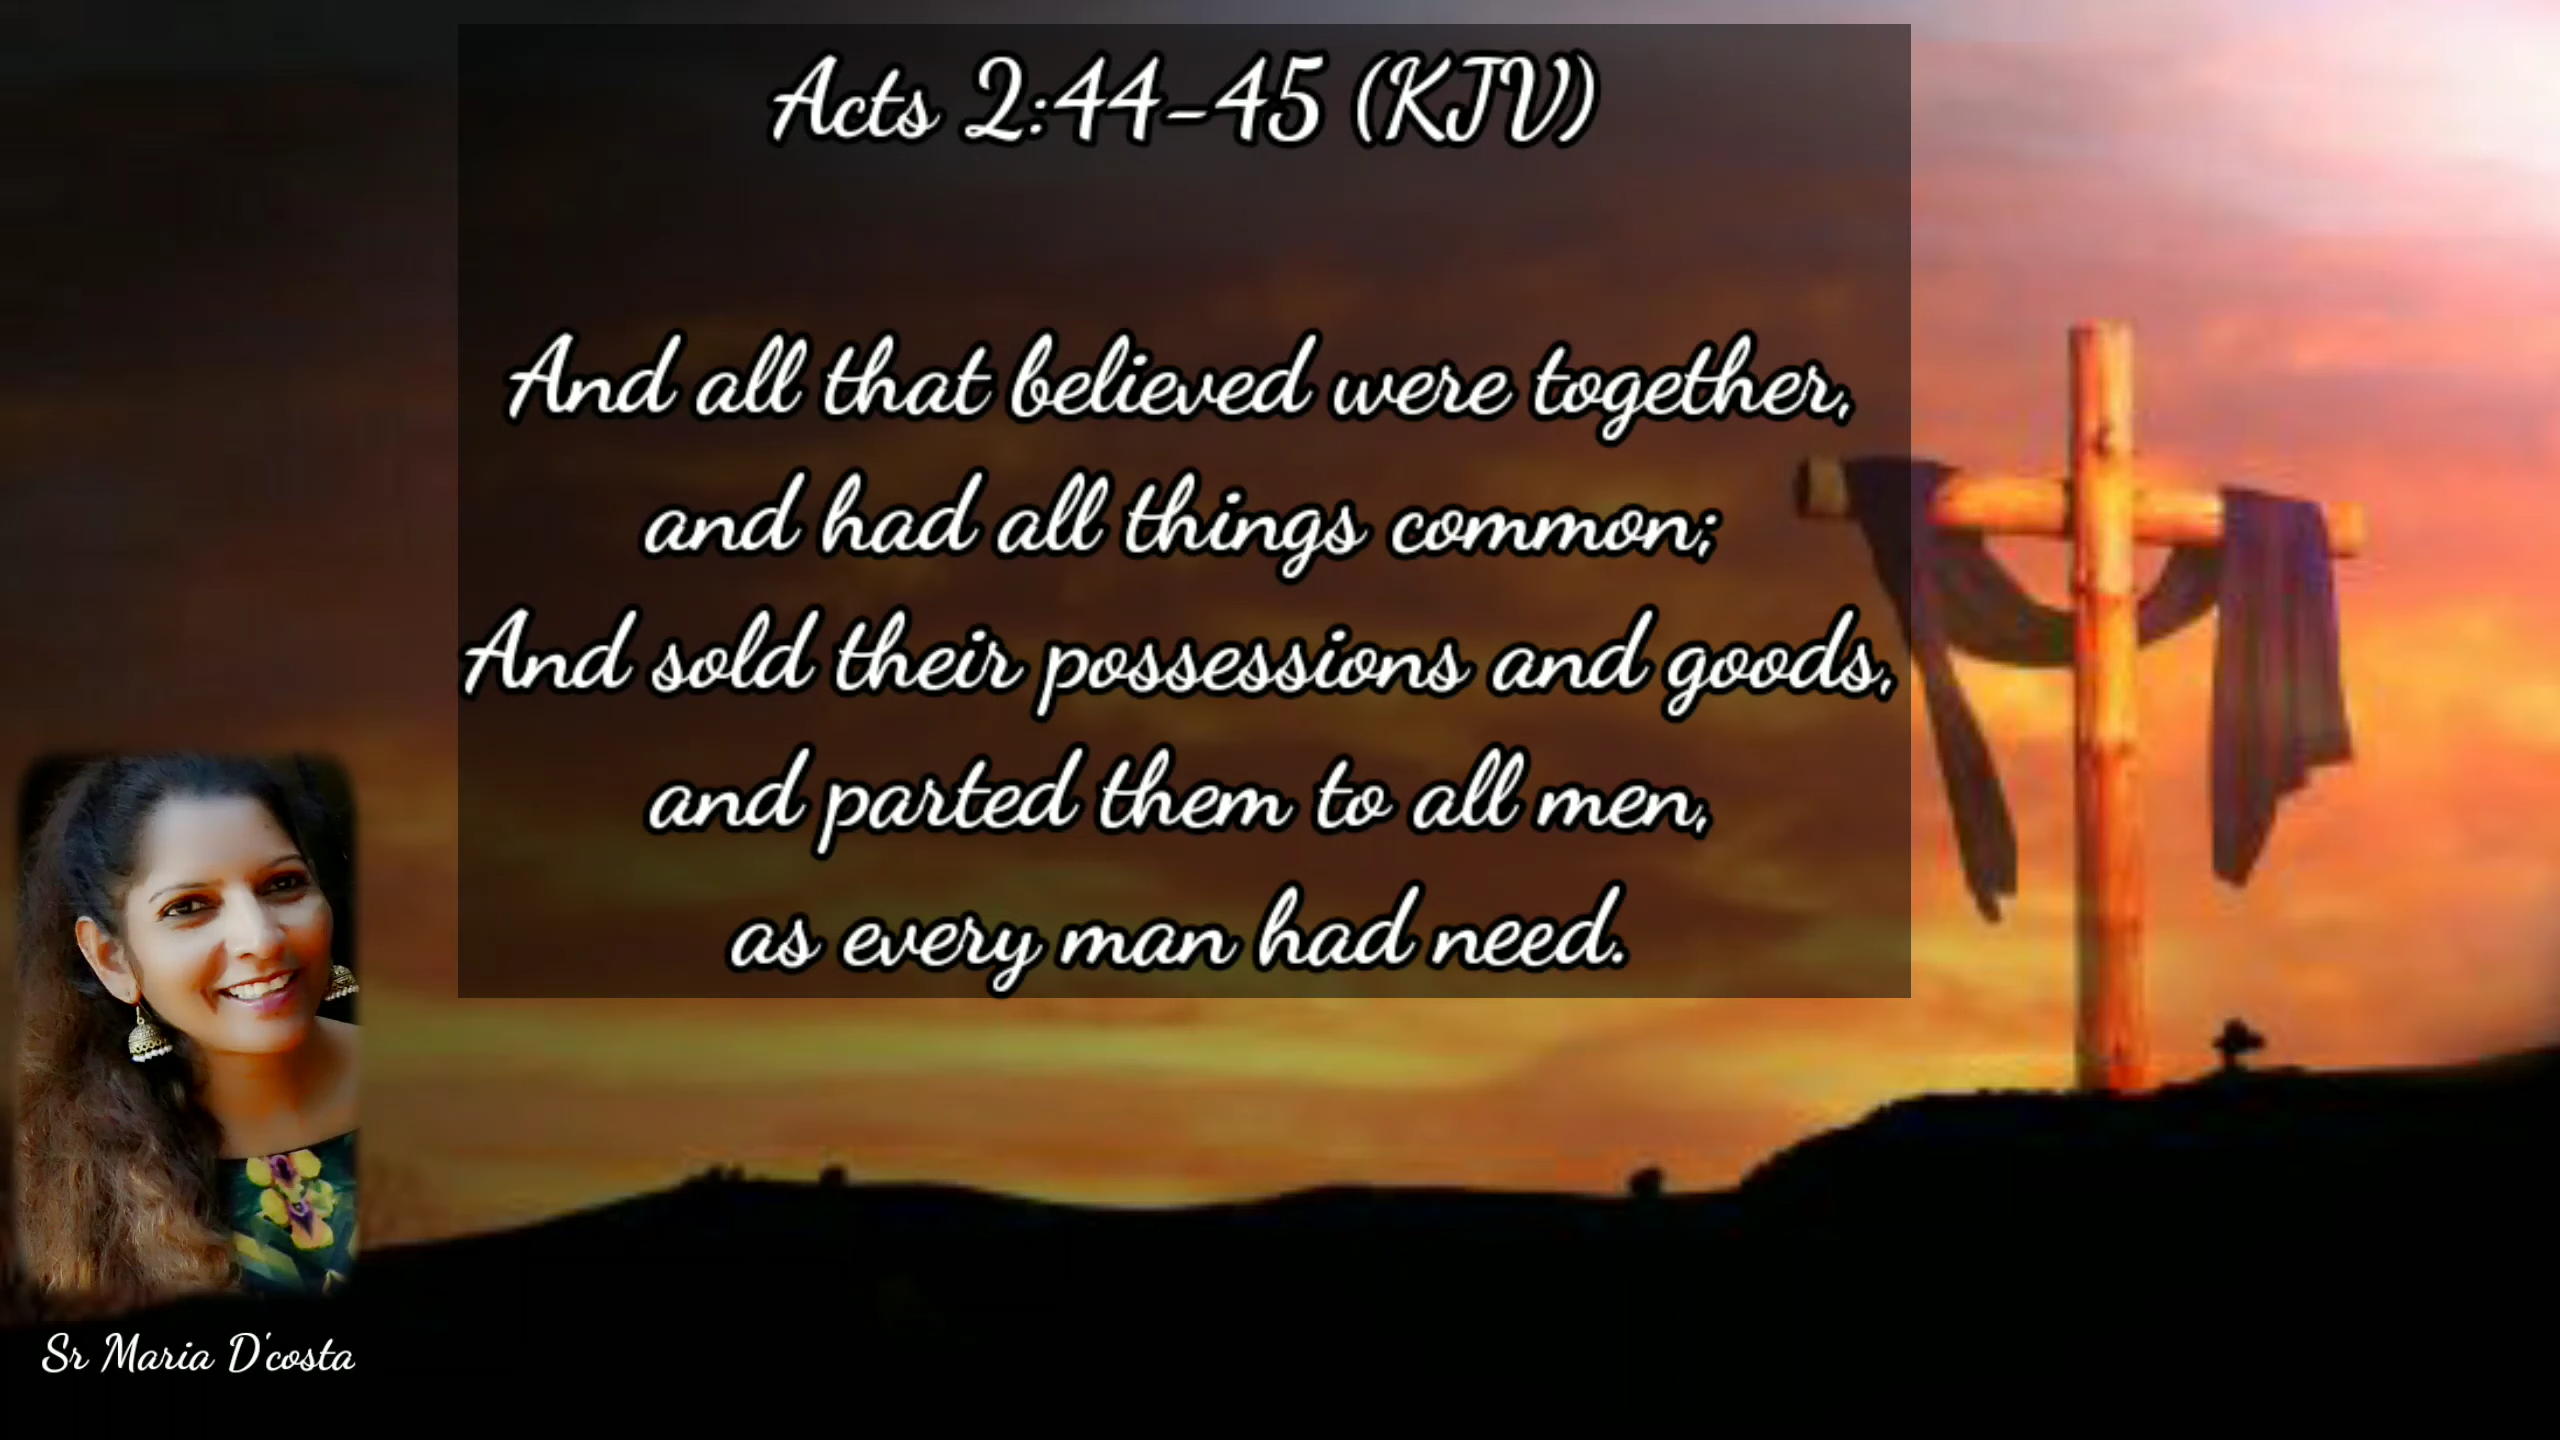 Acts 2:44-45 (KJV)
And all that believed were together,
and had all things common;
And sold their possessions and goods,
and parted them to all men,
as every man had need.
Sr Maria D'costa